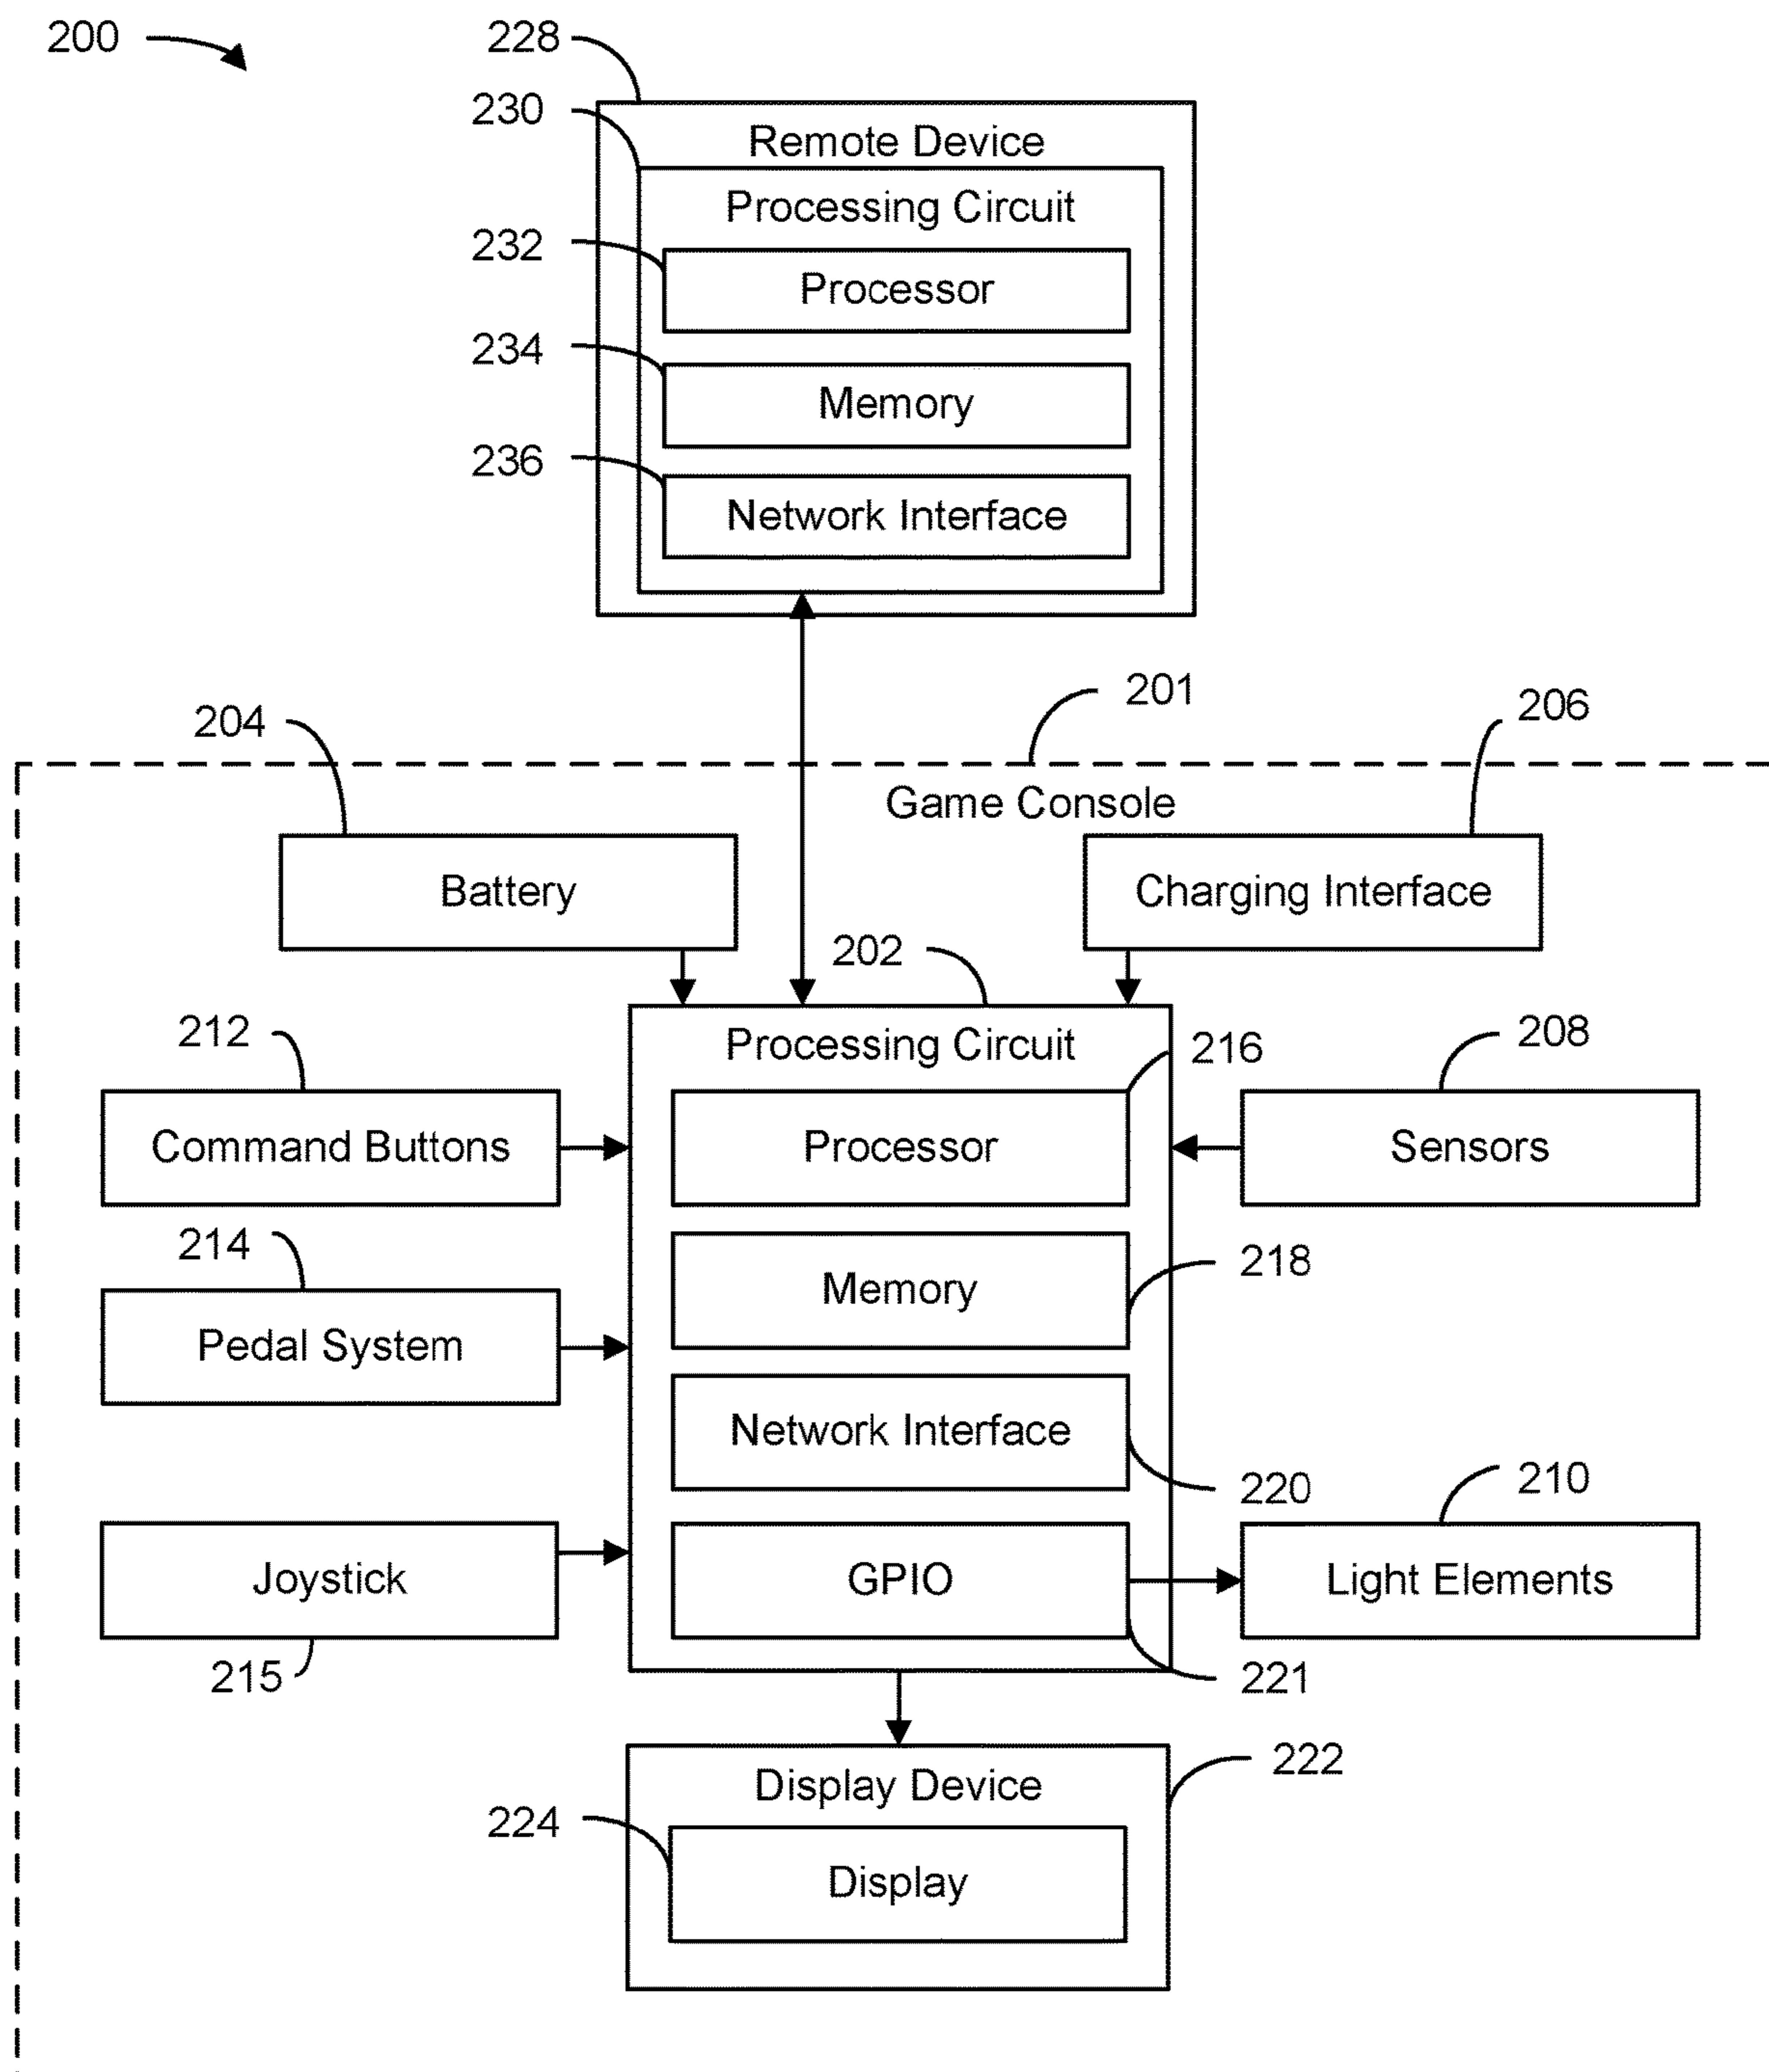 200
228
230
Remote Device
Processing Circuit
232
Processor
234
Memory
236
Network Interface
201
204
206
Game Console
Battery
Charging Interface
202
212
Processing Circuit
216
208
Command Buttons
Processor
Sensors
214
218
Memory
Pedal System
Network Interface
220
210
Joystick
GPIO
Light Elements
215
221
222
Display Device
224
Display